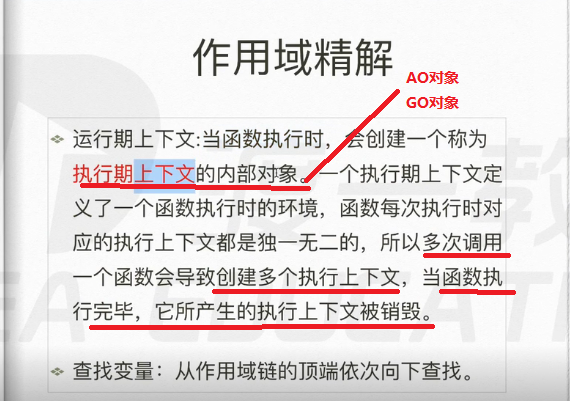 作用域精解
AO对象
GO对象
运行期上下文:当函数执行时，会创建一个称为
执行期上下文的内部对象。一个执行期上下文定
义了一个函数执行时的环境，函数每次执行时对
应的执行上下文都是独一无二的，所以多次调用
一个函数会导致创建多个执行上下文，当函数执
行完毕，它所产生的执行上下文被销毁。
查找变量：从作用域链的顶端依次向下查找。